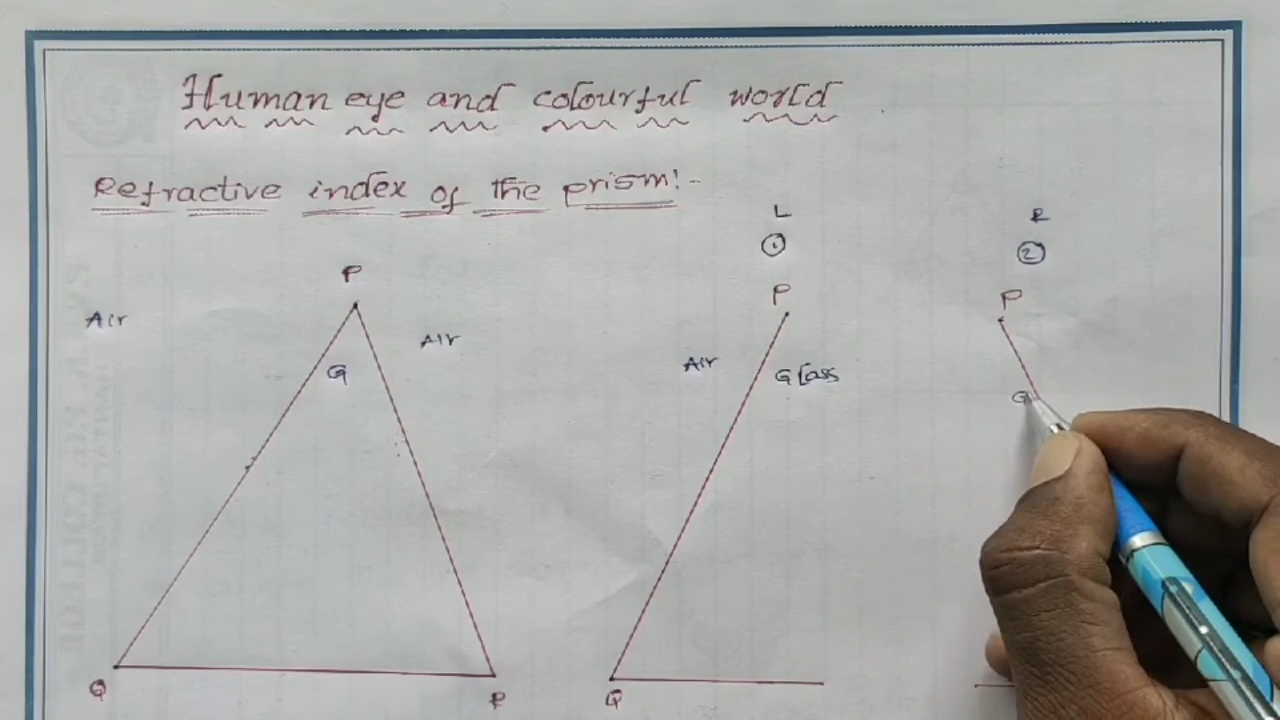 Human eye and colourful world
Refractive index of the prism:-
L
①
R
②
P
P
P
Air
Air
G
Air
Glass
G
Q
R
Q